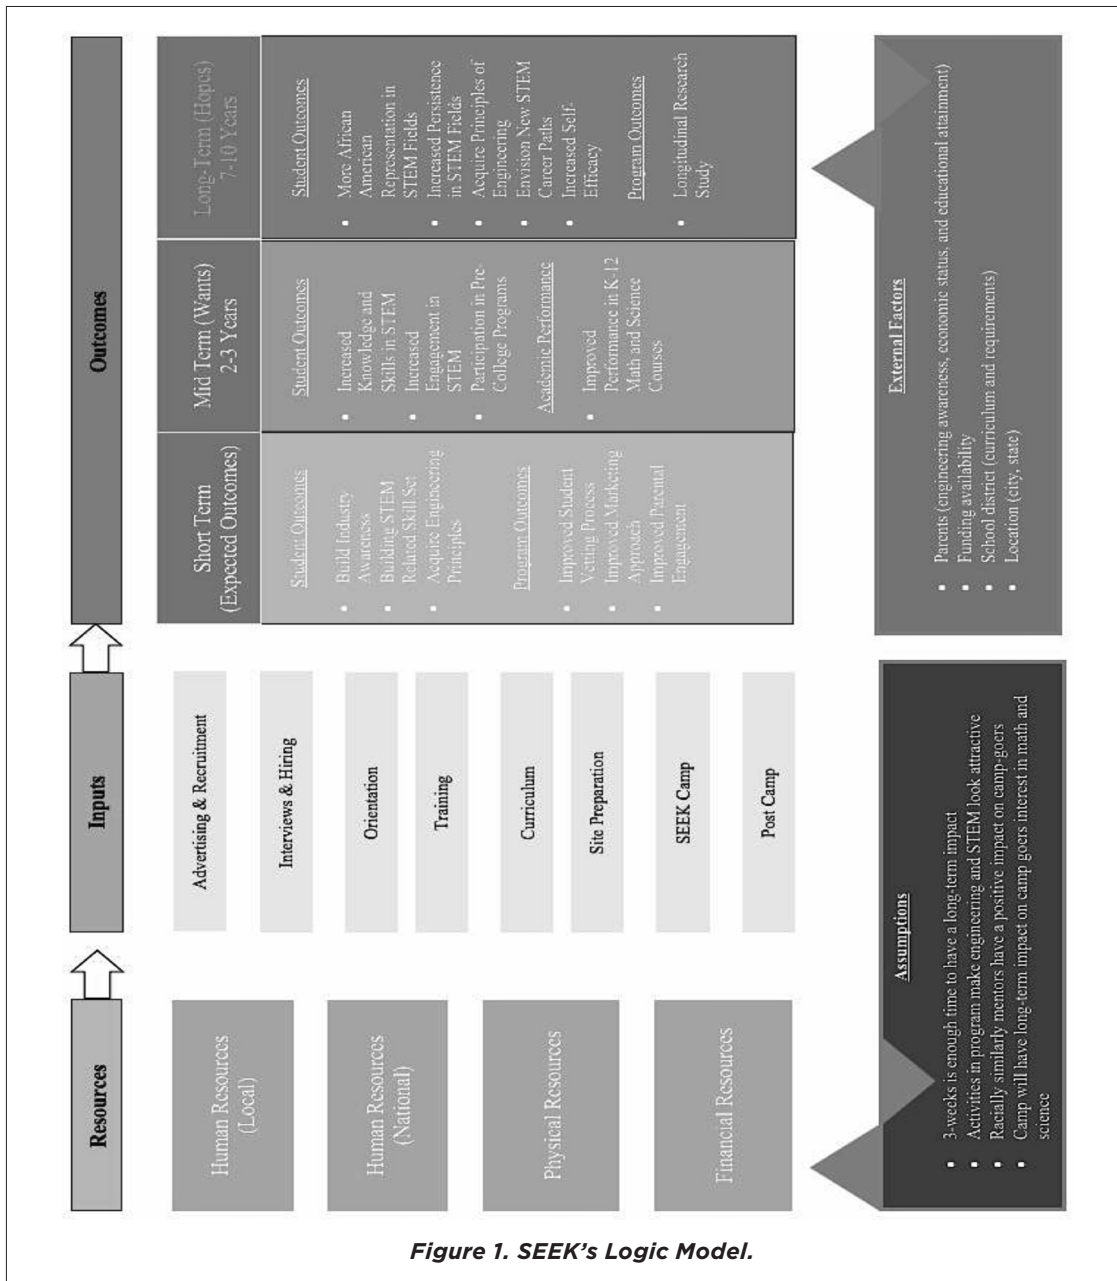 Resources
Human Resources
(Local)
Human Resources
(National)
Physical Resources
Financial Resources
Inputs
Advertising & Recruitment
Interviews & Hiring
Orientation
Training
Curriculum
Site Preparation
SEEK Camp
Post Camp
Outcomes
Short Term
(Expected Outcomes)
Student Outcomes
Build Industry
Awareness
Building STEM
Related Skill Set
Acquire Engineering
Principles
Program Outcomes
Improved Student
Vetting Process
Improved Marketing
Approach
Improved Parental
Engagement
Mid Term (Wants)
2-3 Years
Student Outcomes
Increased
Knowledge and
Skills in STEM
Increased
Engagement in
STEM
Participation in Pre-
College Programs
Academic Performance
Improved
Performance in K-12
Math and Science
Courses
Long-Term (Hopes)
7-10 Years
Student Outcomes
More African
American
Representation in
STEM Fields
Increased Persistence
in STEM Fields
Acquire Principles of
Engineering
Envision New STEM
Career Paths
Increased Self-
Efficacy
Program Outcomes
Longitudinal Research
Study
Assumptions
3-weeks is enough time to have a long-term impact
Activities in program make engineering and STEM look attractive
Racially similarly mentors have a positive impact on camp-goers
Camp will have long-term impact on camp goers interest in math and
science
External Factors
Parents (engineering awareness, economic status, and educational attainment)
Funding availability
School district (curriculum and requirements)
Location (city, state)
Figure 1. SEEK's Logic Model.